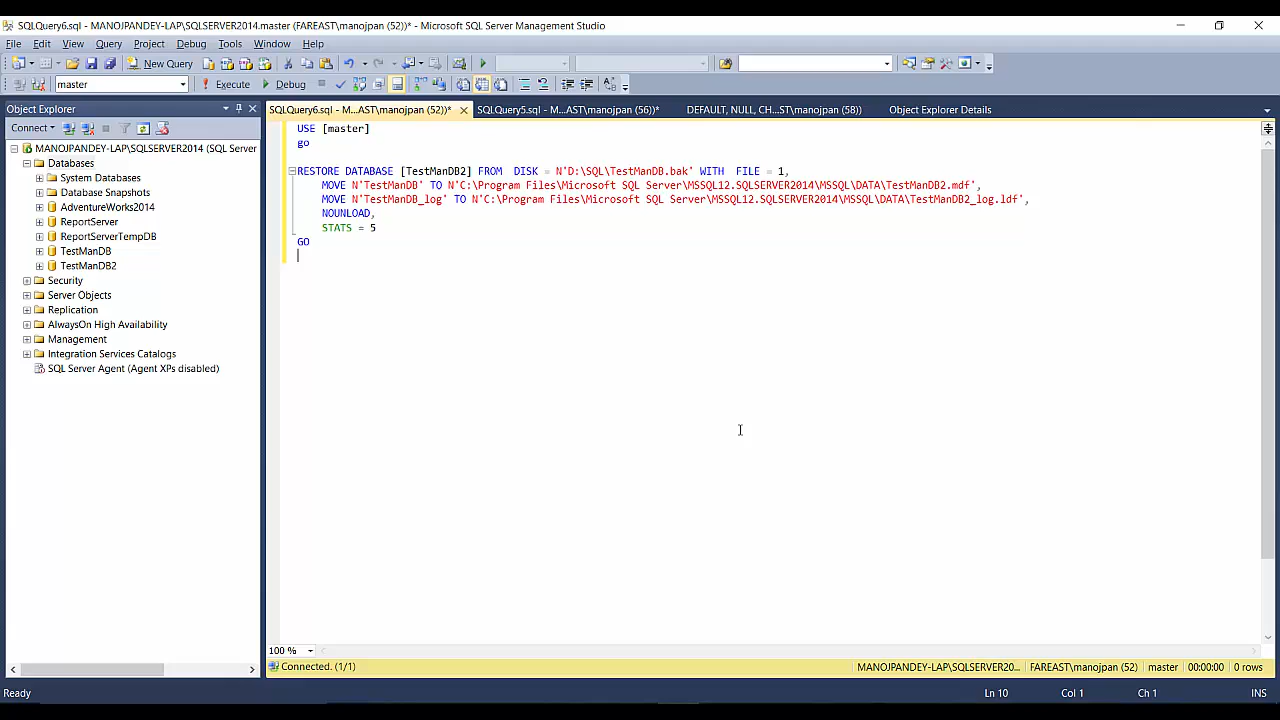 SQLQuery6.sql - MANOJPANDEY-LAP\SQLSERVER2014.master (FAREAST\manojpan (52))* - Microsoft SQL Server Management Studio
File Edit View Query Project Debug Tools Window Help
New Query
master Execute Debug
Object Explorer
SQLQuery6.sql - M...AST\manojpan (52))* SQLQuery5.sql - M...AST\manojpan (56))* DEFAULT, NULL, CH...ST\manojpan (58)) Object Explorer Details
Connect
MANOJPANDEY-LAP\SQLSERVER2014 (SQL Server
Databases
System Databases
Database Snapshots
AdventureWorks2014
ReportServer
ReportServerTempDB
TestManDB
TestManDB2
Security
Server Objects
Replication
AlwaysOn High Availability
Management
Integration Services Catalogs
SQL Server Agent (Agent XPs disabled)
USE [master]
go
RESTORE DATABASE [TestManDB2] FROM DISK = N'D:\SQL\TestManDB.bak' WITH FILE = 1,
MOVE N'TestManDB' TO N'C:\Program Files\Microsoft SQL Server\MSSQL12.SQLSERVER2014\MSSQL\DATA\TestManDB2.mdf',
MOVE N'TestManDB_log' TO N'C:\Program Files\Microsoft SQL Server\MSSQL12.SQLSERVER2014\MSSQL\DATA\TestManDB2_log.ldf',
NOUNLOAD,
STATS = 5
GO
100 %
Connected. (1/1) MANOJPANDEY-LAP\SQLSERVER20... FAREAST\manojpan (52) master 00:00:00 0 rows
Ready Ln 10 Col 1 Ch 1 INS